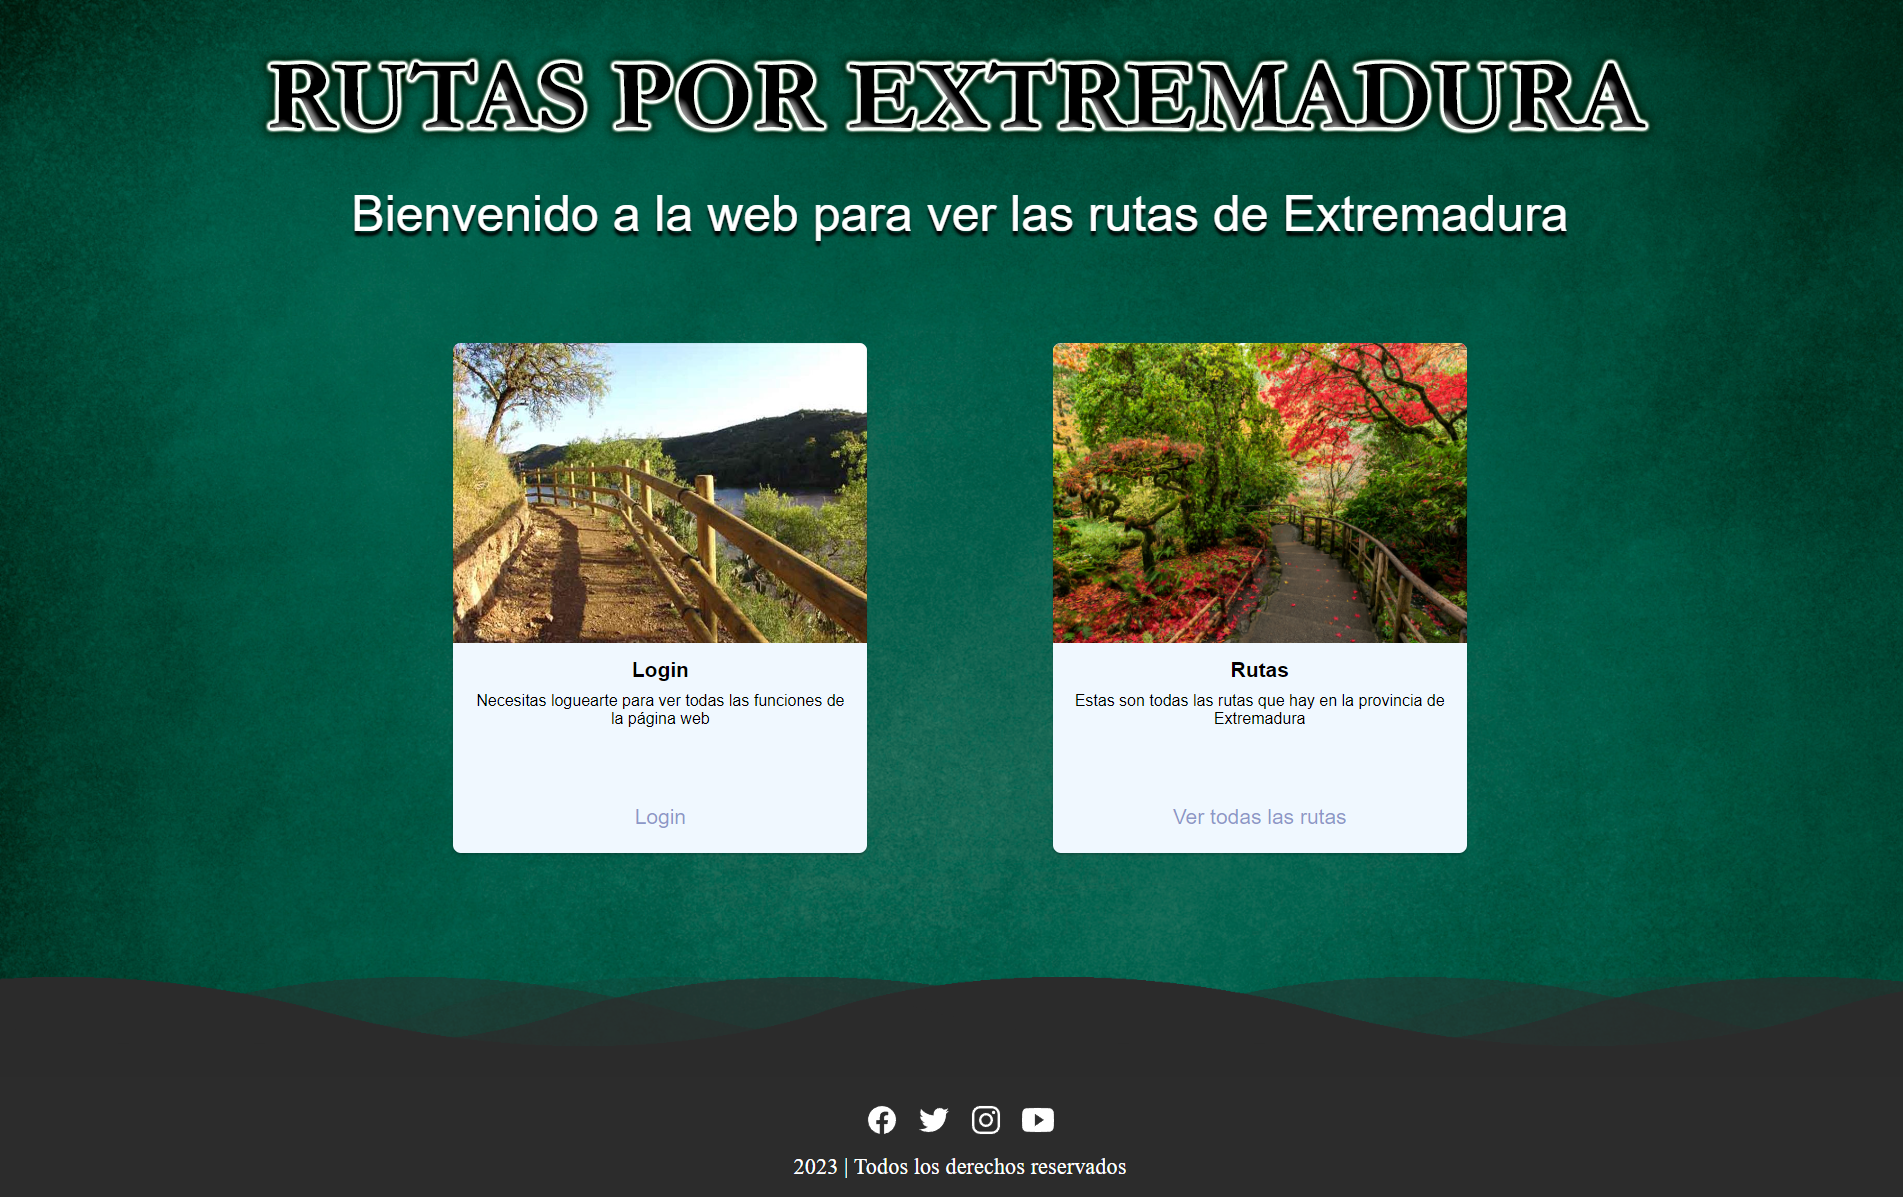 RUTAS POR EXTREMADURA
Bienvenido a la web para ver las rutas de Extremadura
Login
Necesitas loguearte para ver todas las funciones de
la página web
Login
Rutas
Estas son todas las rutas que hay en la provincia de
Extremadura
Ver todas las rutas
2023 | Todos los derechos reservados